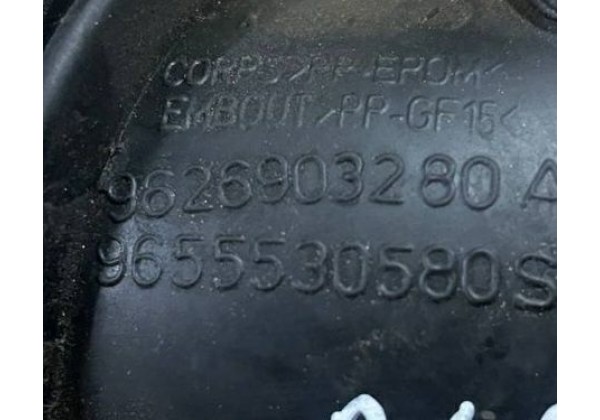 CORPS>PP-EPDM<
EMBOUT>PP-GF15<
9626903280 A
9655530580 S